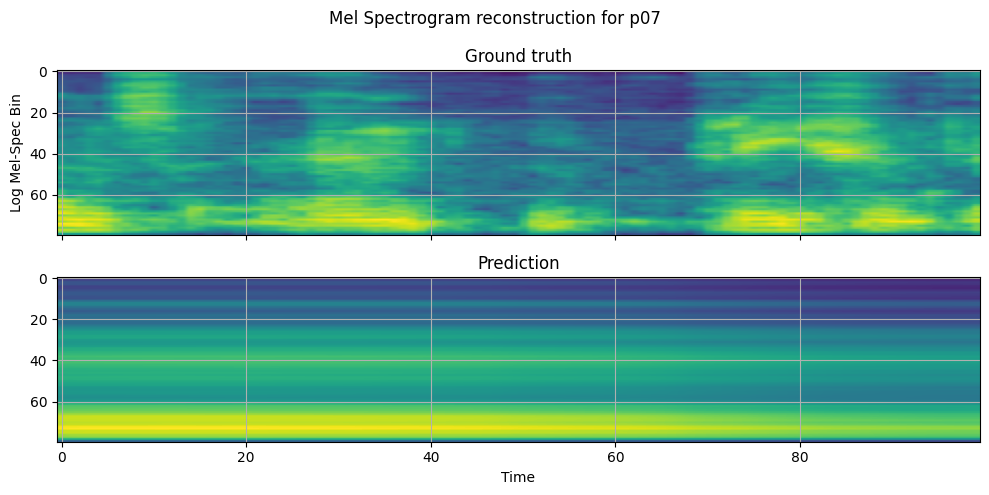 Mel Spectrogram reconstruction for p07
Ground truth
0
20
40
60
Log Mel-Spec Bin
Prediction
0
20
40
60
0 20 40 60 80
Time